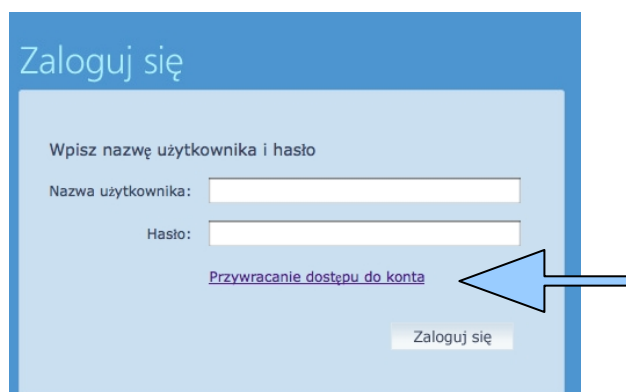 Zaloguj się
Wpisz nazwę użytkownika i hasło
Nazwa użytkownika:
Hasło:
Przywracanie dostępu do konta
Zaloguj się